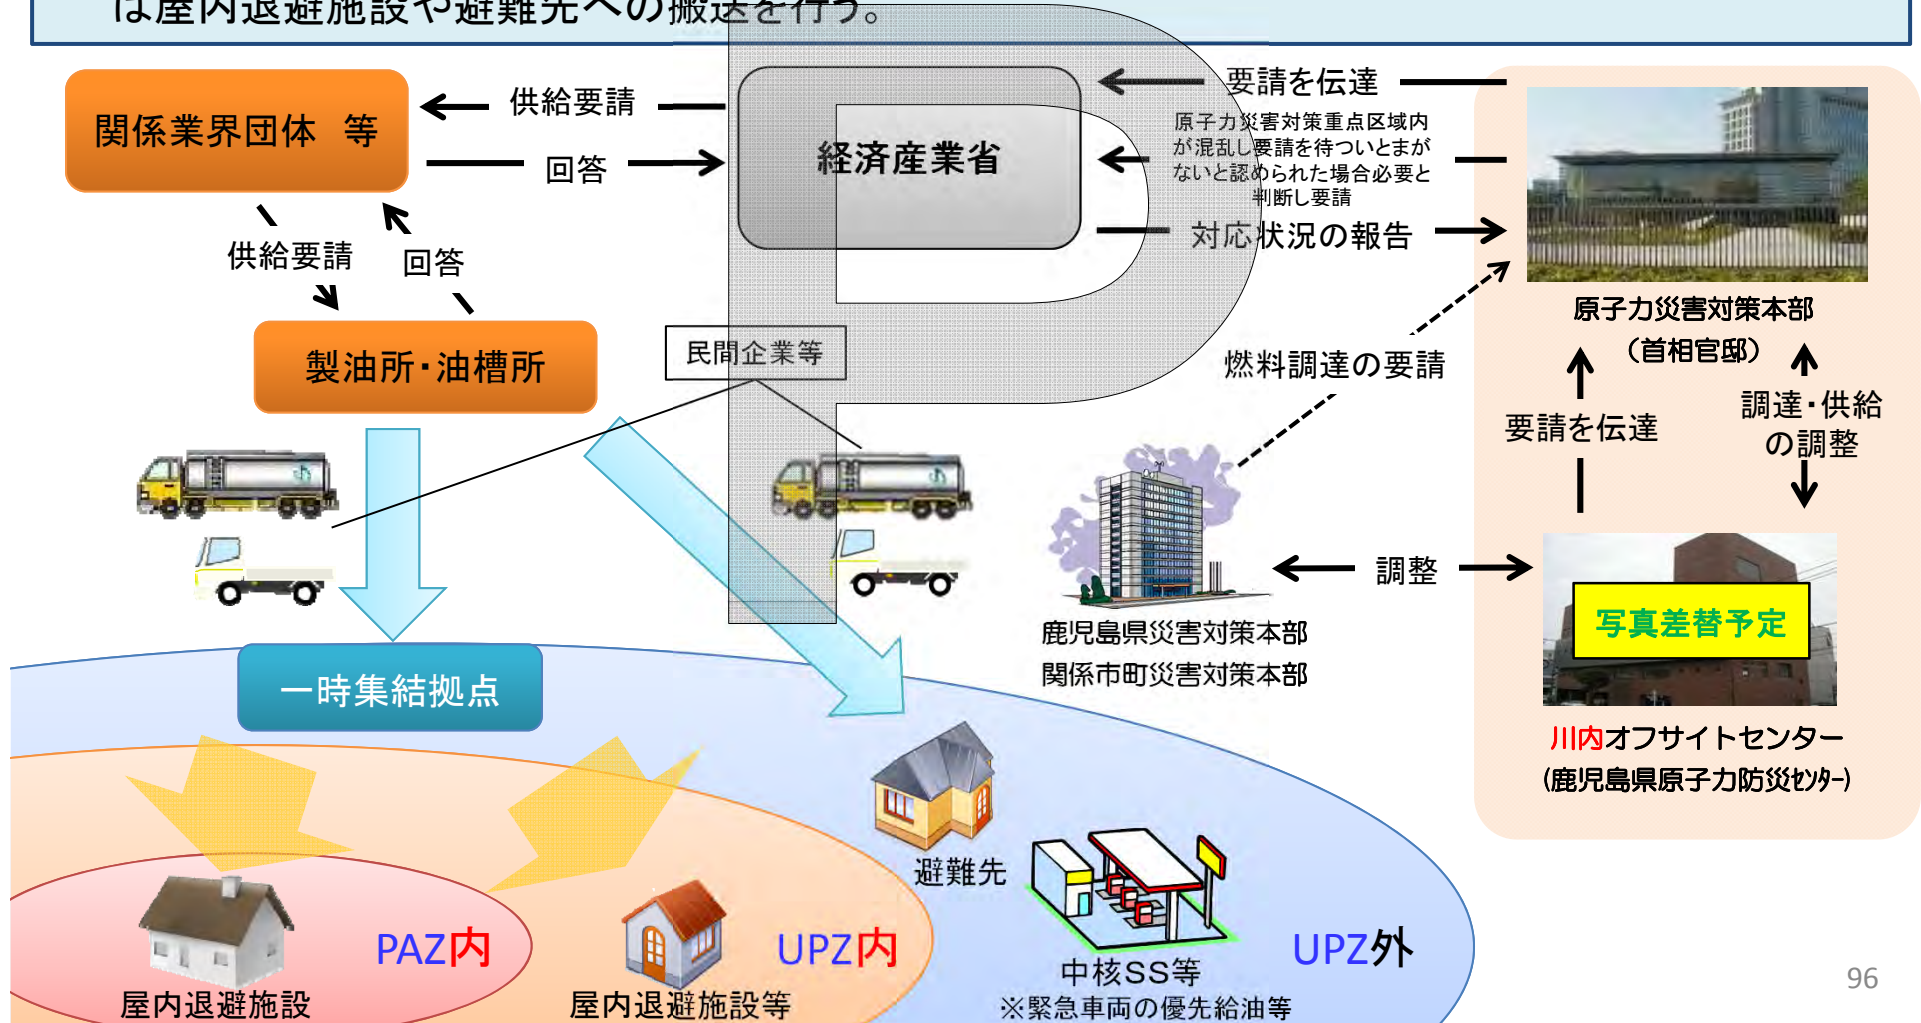 は屋内退避施設や避難先への搬送を行う。
関係業界団体　等
供給要請
回答
経済産業省
要請を伝達
原子力災害対策重点区域内
が混乱し要請を待ついとまが
ないと認められた場合必要と
判断し要請
対応状況の報告
供給要請
回答
製油所・油槽所
民間企業等
燃料調達の要請
原子力災害対策本部
（首相官邸）
要請を伝達
調達・供給
の調整
調整
鹿児島県災害対策本部
関係市町災害対策本部
写真差替予定
川内オフサイトセンター
(鹿児島県原子力防災ｾﾝﾀｰ)
一時集結拠点
避難先
PAZ内
屋内退避施設
UPZ内
屋内退避施設等
UPZ外
中核SS等
※緊急車両の優先給油等
P
96